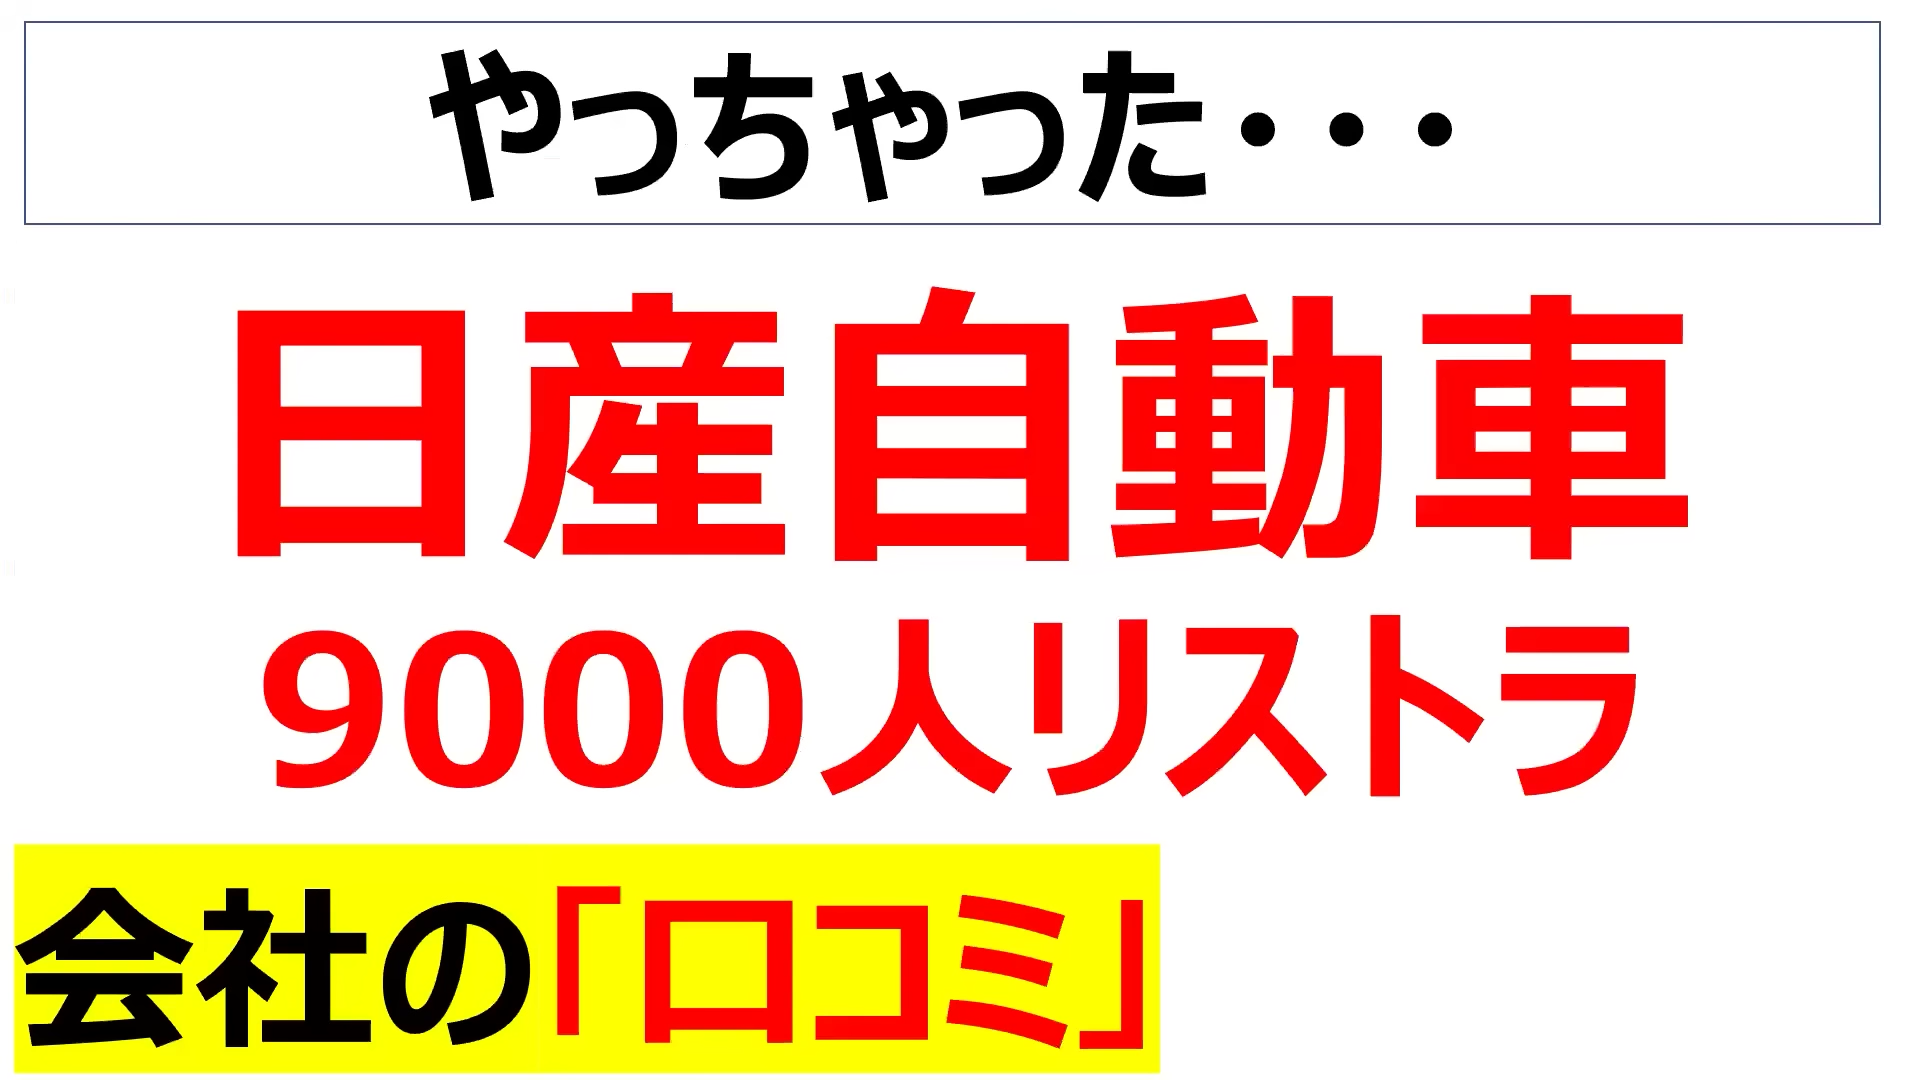 やっちゃった・・・
日産自動車
9000人リストラ
会社の「口コミ」